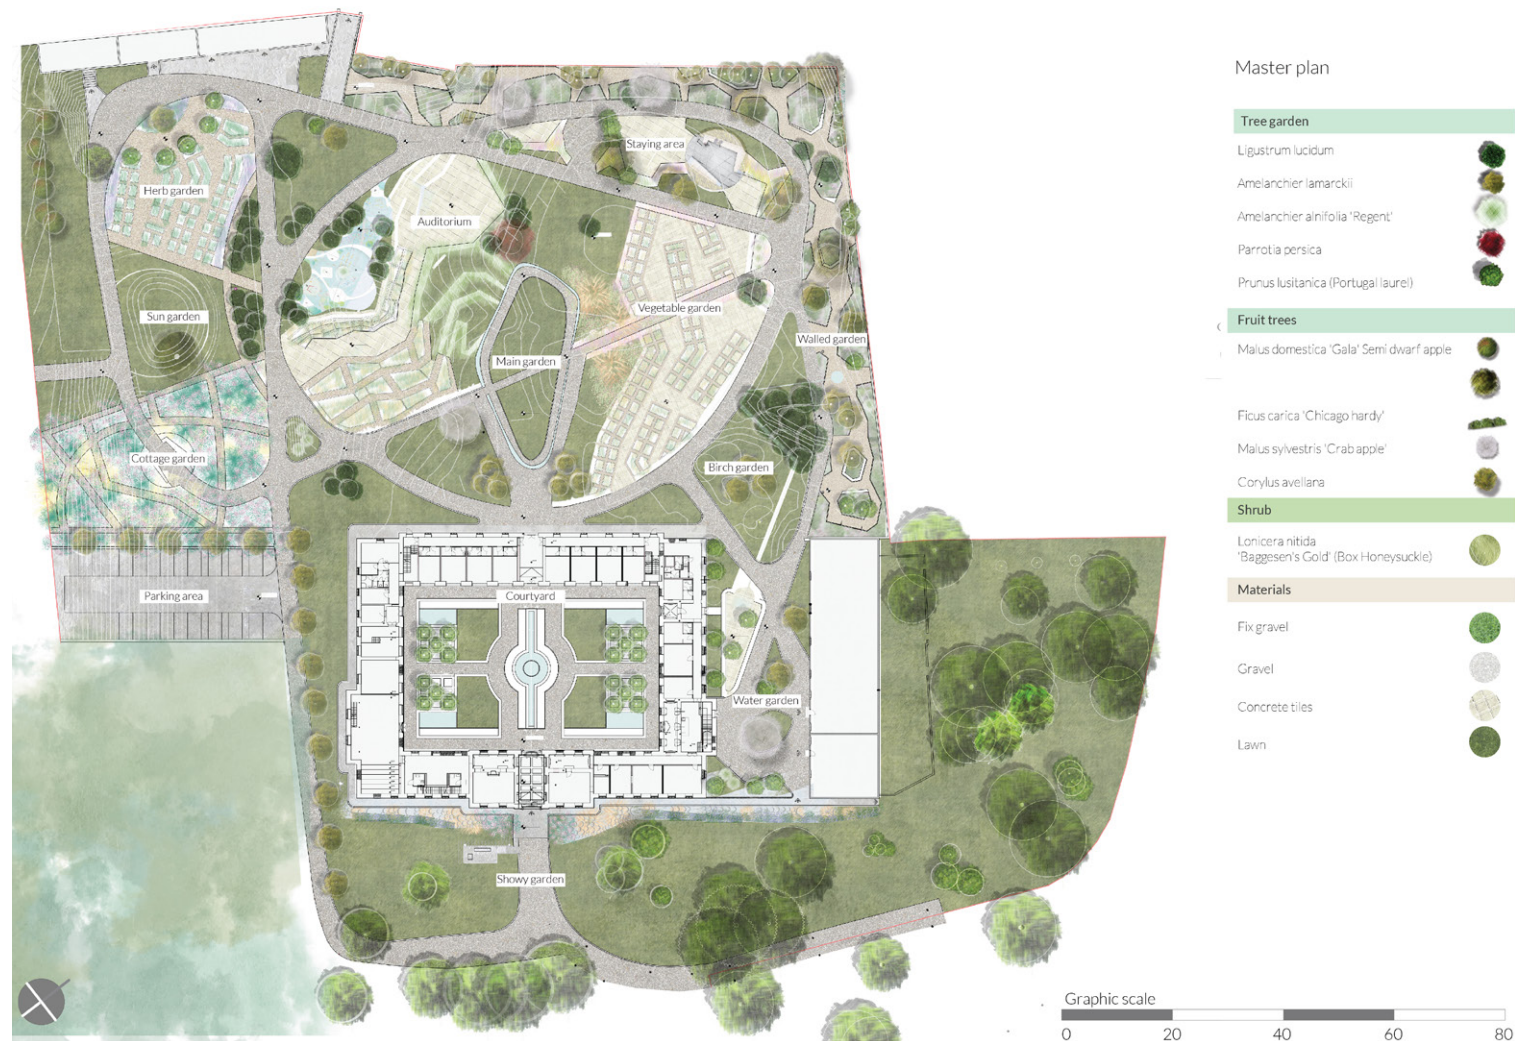 Master plan
Tree garden
Ligustrum lucidum
Amelanchier lamarckii
Amelanchier alnifolia 'Regent'
Parrotia persica
Prunus lusitanica (Portugal laurel)
Fruit trees
Malus domestica 'Gala' Semi dwarf apple
Ficus carica 'Chicago hardy'
Malus sylvestris 'Crab apple'
Corylus avellana
Shrub
Lonicera nitida
'Baggesen's Gold' (Box Honeysuckle)
Materials
Fix gravel
Gravel
Concrete tiles
Lawn
Staying area
Herb garden
Auditorium
Vegetable garden
Sun garden
Walled garden
Main garden
Cottage garden
Birch garden
Parking area
Courtyard
Water garden
Showy garden
Graphic scale
0 20 40 60 80